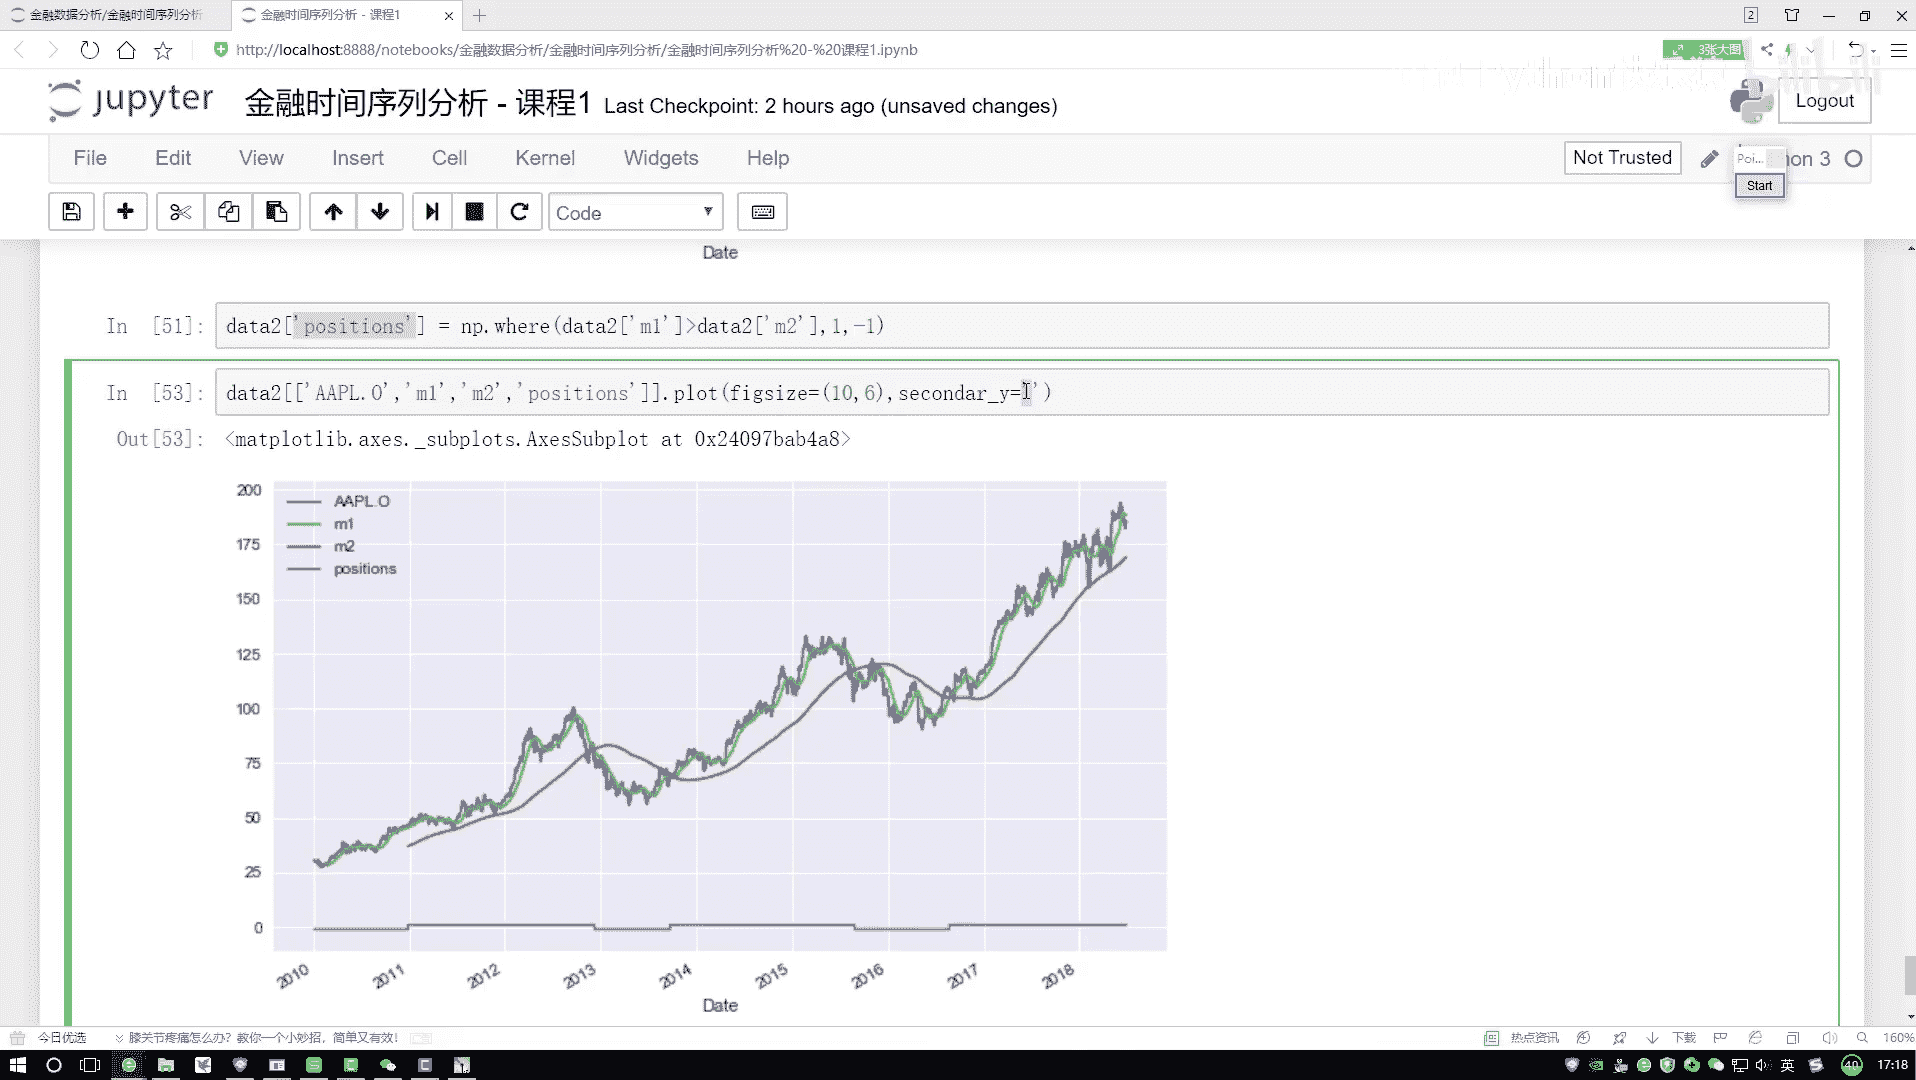 金融数据分析/金融时间序列分析
金融时间序列分析 - 课程1
2
http://localhost:8888/notebooks/金融数据分析/金融时间序列分析/金融时间序列分析%20-%20课程1.ipynb
3张大图
bilibili
jupyter
金融时间序列分析 - 课程1 Last Checkpoint: 2 hours ago (unsaved changes)
Logout
File Edit View Insert Cell Kernel Widgets Help
Not Trusted
Poi...
hon 3
Start
Code
Date
In [51]: data2['positions'] = np.where(data2['m1']>data2['m2'],1,-1)
In [53]: data2[['AAPL.O','m1','m2','positions']].plot(figsize=(10,6),secondar_y='')
Out[53]: <matplotlib.axes._subplots.AxesSubplot at 0x24097bab4a8>
AAPL.O
m1
m2
positions
200
175
150
125
100
75
50
25
0
2010 2011 2012 2013 2014 2015 2016 2017 2018
Date
今日优选
膝关节疼痛怎么办？教你一个小妙招，简单又有效！
热点资讯
下载
160%
英
40
17:18